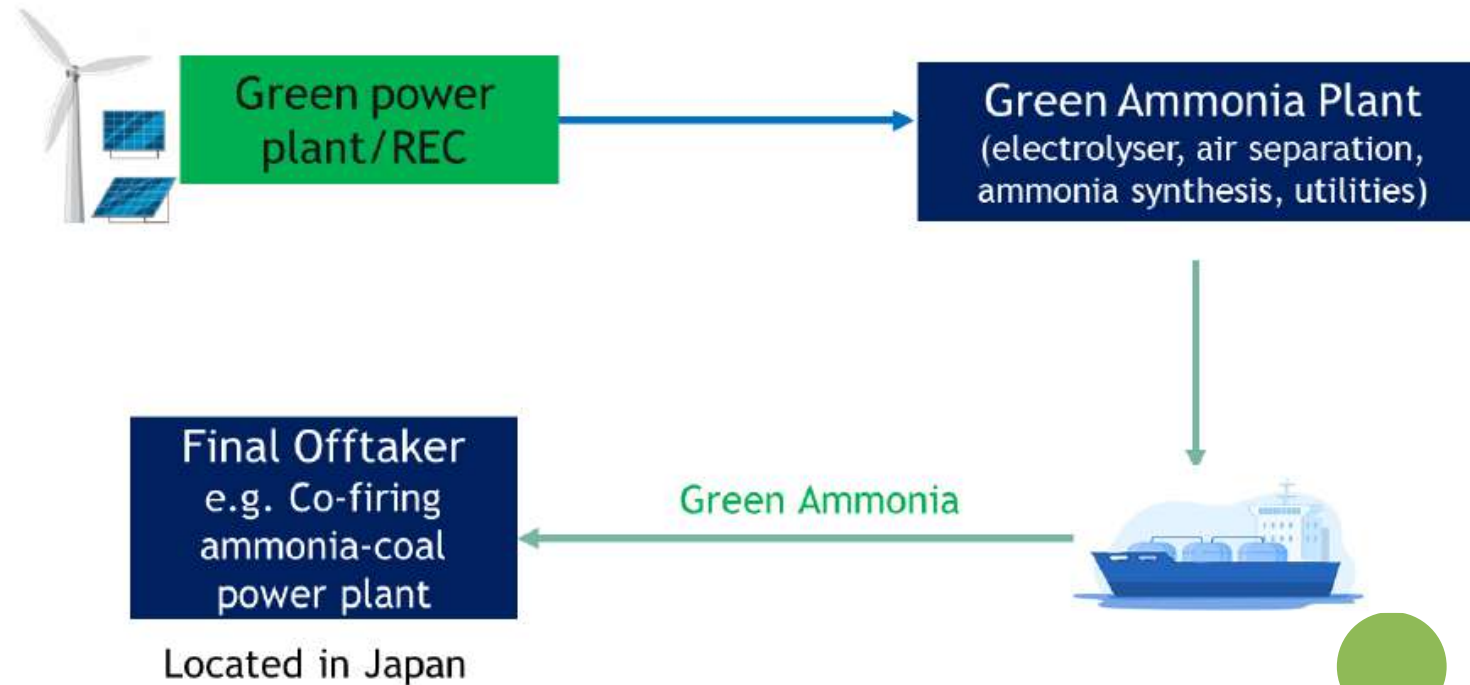 Green power
plant/REC
Green Ammonia Plant
(electrolyser, air separation,
ammonia synthesis, utilities)
Final Offtaker
e.g. Co-firing
ammonia-coal
power plant
Green Ammonia
Located in Japan